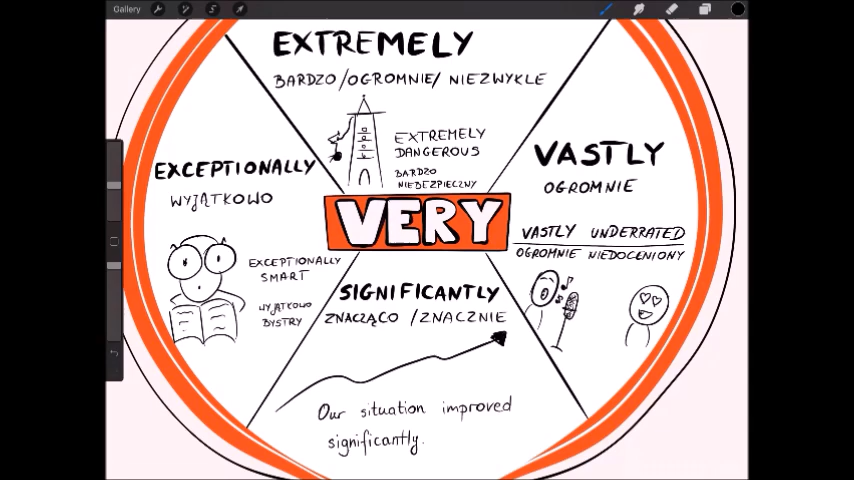 Gallery
EXTREMELY
BARDZO/OGROMNIE/ NIEZWYKLE
EXTREMELY
DANGEROUS
BARDZO
NIEBEZPIECZNY
EXCEPTIONALLY
WYJĄTKOWO
EXCEPTIONALLY
SMART
WYJĄTKOWO
BYSTRY
VERY
VASTLY
OGROMNIE
VASTLY UNDERRATED
OGROMNIE NIEDOCENIONY
SIGNIFICANTLY
ZNACZĄCO /ZNACZNIE
Our situation improved
significantly.